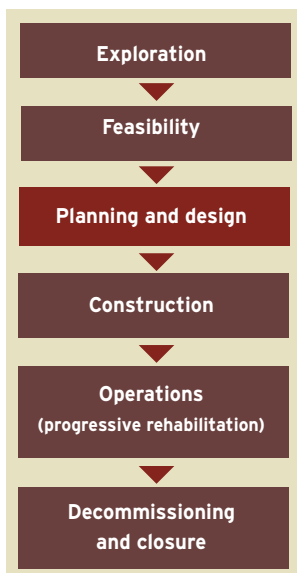 Exploration
Feasibility
Planning and design
Construction
Operations
(progressive rehabilitation)
Decommissioning
and closure